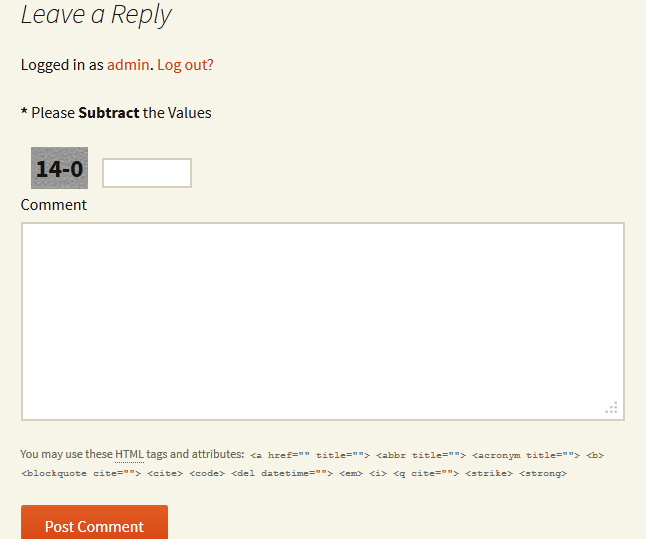 Leave a Reply
Logged in as admin. Log out?
* Please Subtract the Values
14-0
Comment
You may use these HTML tags and attributes: <a href="" title=""> <abbr title=""> <acronym title=""> <b>
<blockquote cite=""> <cite> <code> <del datetime=""> <em> <i> <q cite=""> <strike> <strong>
Post Comment